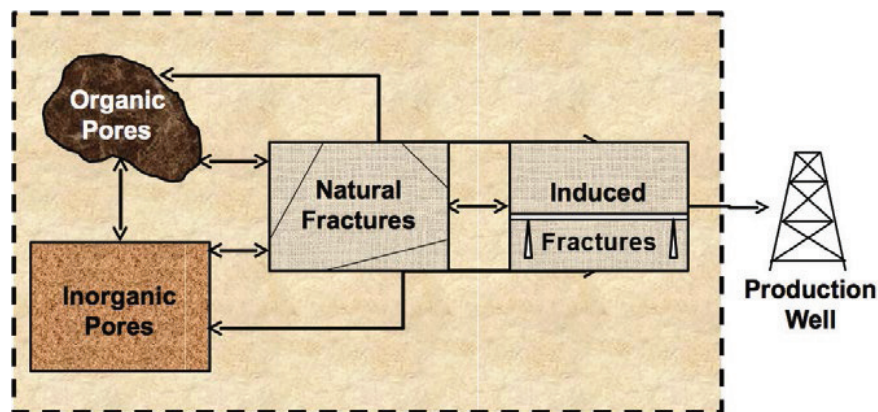 Organic
Pores
Natural
Fractures
Induced
Fractures
Inorganic
Pores
Production
Well